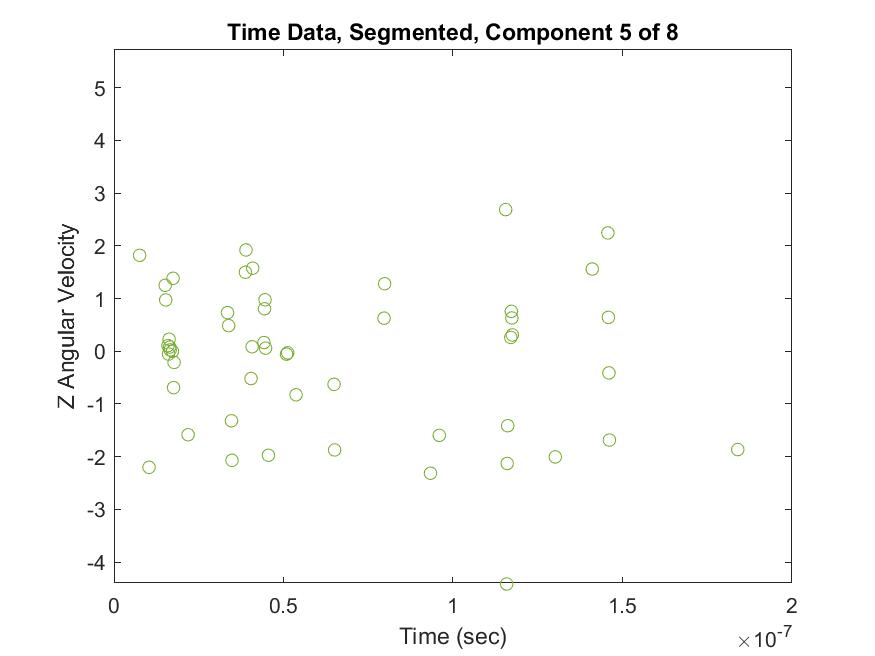 Time Data, Segmented, Component 5 of 8
5
4
3
2
1
0
-1
-2
-3
-4
Z Angular Velocity
0 0.5 1 1.5 2
Time (sec)
×10⁻⁷